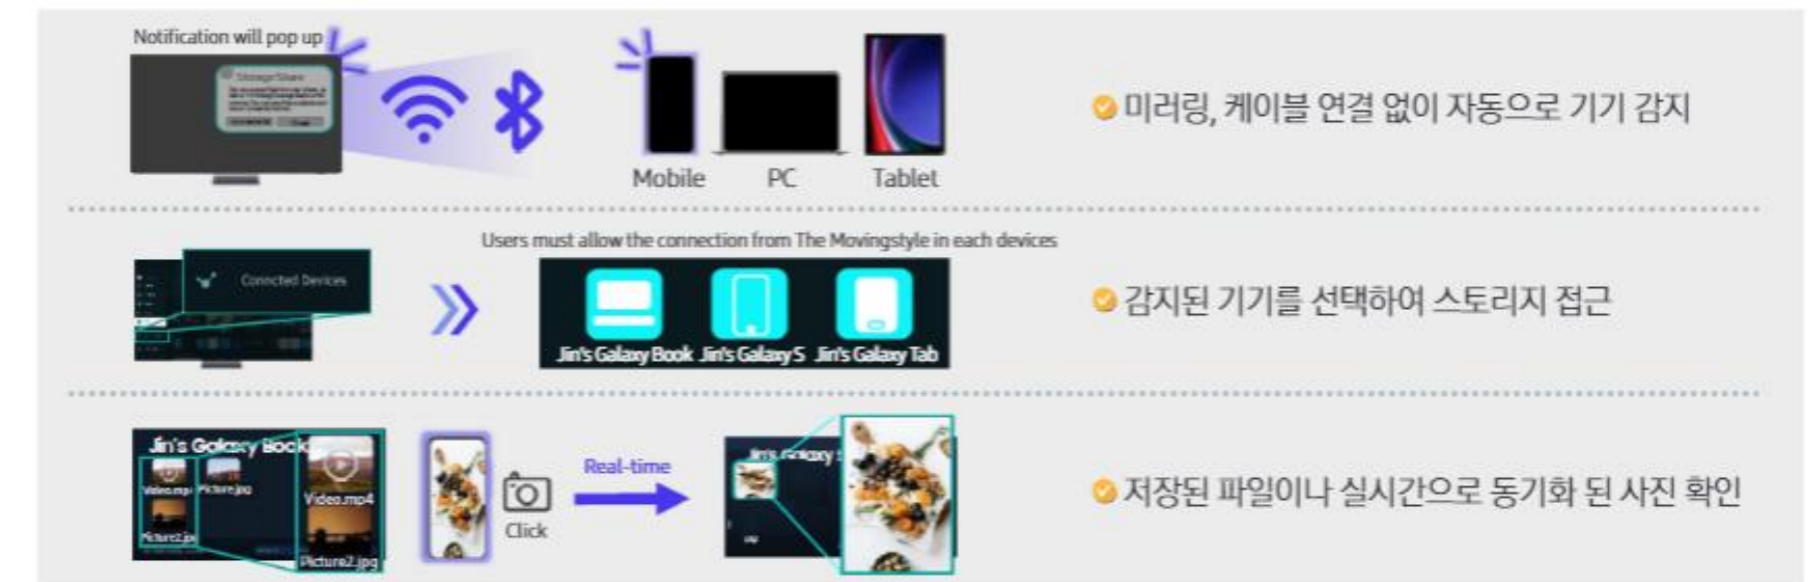 Notification will pop up
Storage Share
Mobile
PC
Tablet
미러링, 케이블 연결 없이 자동으로 기기 감지
Users must allow the connection from The Movingstyle in each devices
Conncted Devices
Jin's Galaxy Book
Jin's Galaxy S
Jin's Galaxy Tab
감지된 기기를 선택하여 스토리지 접근
Jin's Galaxy Book
Video.mp4
Picture.jpg
Picture2.jpg
Video.mp4
Picture2.jpg
Click
Real-time
Jin's Galaxy S
저장된 파일이나 실시간으로 동기화 된 사진 확인